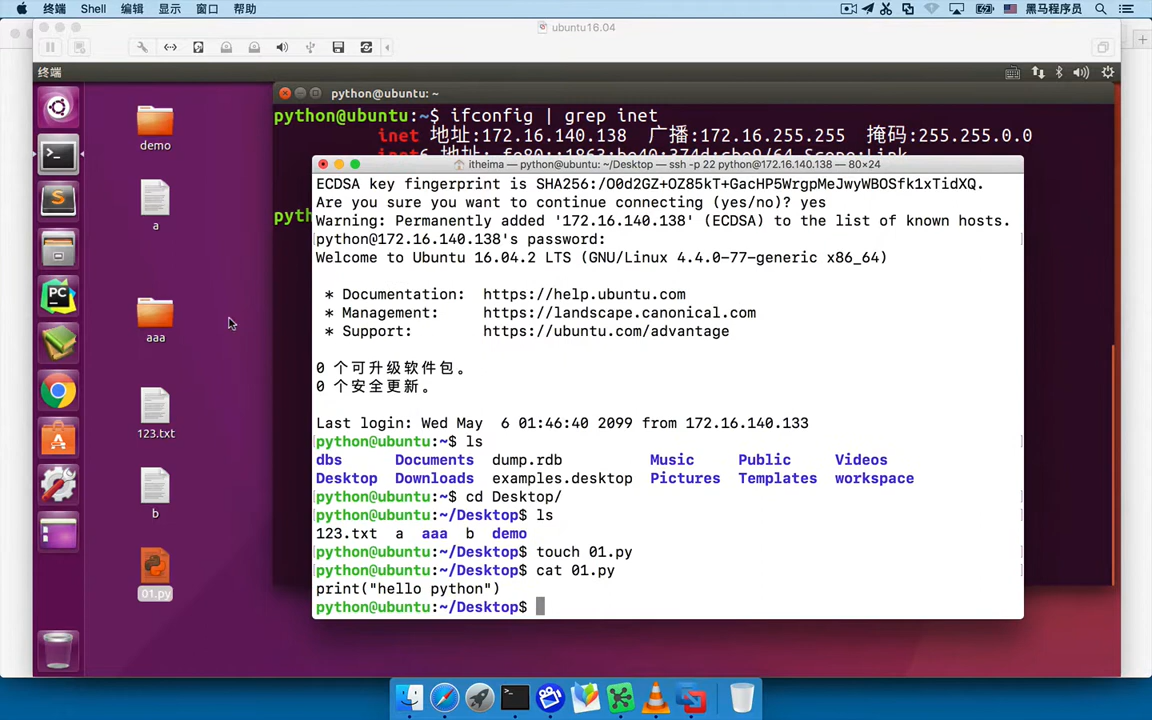 终端 Shell 编辑 显示 窗口 帮助 黑马程序员
ubuntu16.04
终端
python@ubuntu: ~
python@ubuntu:~$ ifconfig | grep inet
inet 地址:172.16.140.138 广播:172.16.255.255 掩码:255.255.0.0
itheima — python@ubuntu: ~/Desktop — ssh -p 22 python@172.16.140.138 — 80×24
ECDSA key fingerprint is SHA256:/O0d2GZ+OZ85kT+GacHP5WrgpMeJwyWBOSfk1xTidXQ.
Are you sure you want to continue connecting (yes/no)? yes
Warning: Permanently added '172.16.140.138' (ECDSA) to the list of known hosts.
python@172.16.140.138's password:
Welcome to Ubuntu 16.04.2 LTS (GNU/Linux 4.4.0-77-generic x86_64)
* Documentation: https://help.ubuntu.com
* Management: https://landscape.canonical.com
* Support: https://ubuntu.com/advantage
0 个可升级软件包。
0 个安全更新。
Last login: Wed May 6 01:46:40 2099 from 172.16.140.133
python@ubuntu:~$ ls
dbs Documents dump.rdb Music Public Videos
Desktop Downloads examples.desktop Pictures Templates workspace
python@ubuntu:~$ cd Desktop/
python@ubuntu:~/Desktop$ ls
123.txt a aaa b demo
python@ubuntu:~/Desktop$ touch 01.py
python@ubuntu:~/Desktop$ cat 01.py
print("hello python")
python@ubuntu:~/Desktop$
demo
a
aaa
123.txt
b
01.py